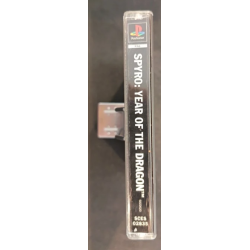 SPYRO: YEAR OF THE DRAGON™
SCES
02835